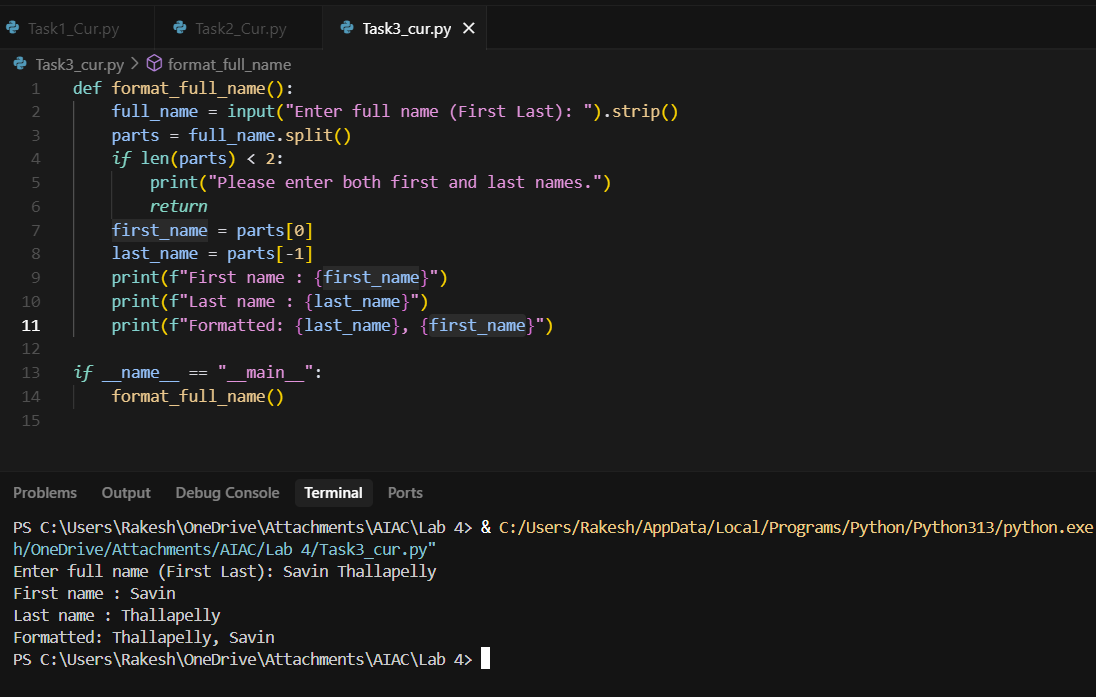 Task1_Cur.py Task2_Cur.py Task3_cur.py
Task3_cur.py > format_full_name
1 def format_full_name():
2     full_name = input("Enter full name (First Last): ").strip()
3     parts = full_name.split()
4     if len(parts) < 2:
5         print("Please enter both first and last names.")
6         return
7     first_name = parts[0]
8     last_name = parts[-1]
9     print(f"First name : {first_name}")
10     print(f"Last name : {last_name}")
11     print(f"Formatted: {last_name}, {first_name}")
12
13 if __name__ == "__main__":
14     format_full_name()
15
Problems Output Debug Console Terminal Ports
PS C:\Users\Rakesh\OneDrive\Attachments\AIAC\Lab 4> & C:/Users/Rakesh/AppData/Local/Programs/Python/Python313/python.exe
h/OneDrive/Attachments/AIAC/Lab 4/Task3_cur.py"
Enter full name (First Last): Savin Thallapelly
First name : Savin
Last name : Thallapelly
Formatted: Thallapelly, Savin
PS C:\Users\Rakesh\OneDrive\Attachments\AIAC\Lab 4>